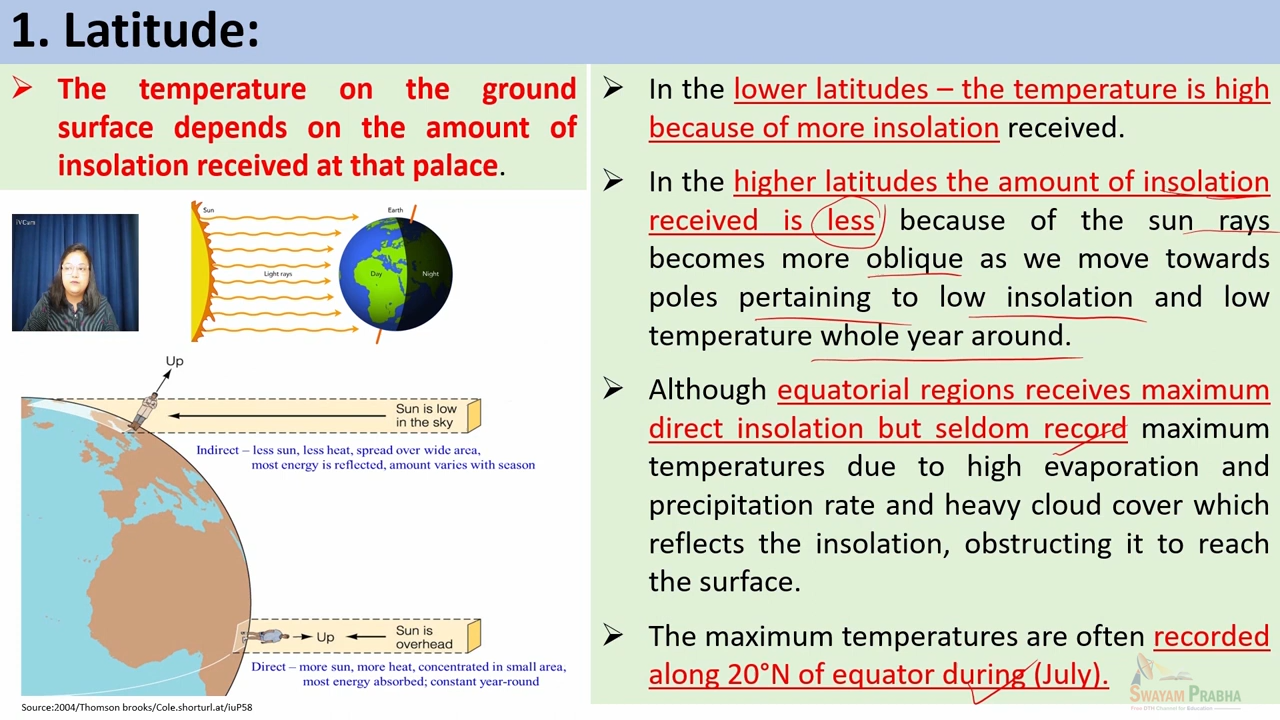 1. Latitude:
➢ The temperature on the ground
surface depends on the amount of
insolation received at that palace.
iVCam
Sun
Earth
Light rays
Day
Night
Up
Sun is low
in the sky
Indirect – less sun, less heat, spread over wide area,
most energy is reflected, amount varies with season
Up
Sun is
overhead
Direct – more sun, more heat, concentrated in small area,
most energy absorbed; constant year-round
Source:2004/Thomson brooks/Cole.shorturl.at/iuP58
➢ In the lower latitudes – the temperature is high
because of more insolation received.
➢ In the higher latitudes the amount of insolation
received is less because of the sun rays
becomes more oblique as we move towards
poles pertaining to low insolation and low
temperature whole year around.
➢ Although equatorial regions receives maximum
direct insolation but seldom record maximum
temperatures due to high evaporation and
precipitation rate and heavy cloud cover which
reflects the insolation, obstructing it to reach
the surface.
➢ The maximum temperatures are often recorded
along 20°N of equator during (July).
SWAYAM PRABHA
Free DTH Channel for Education